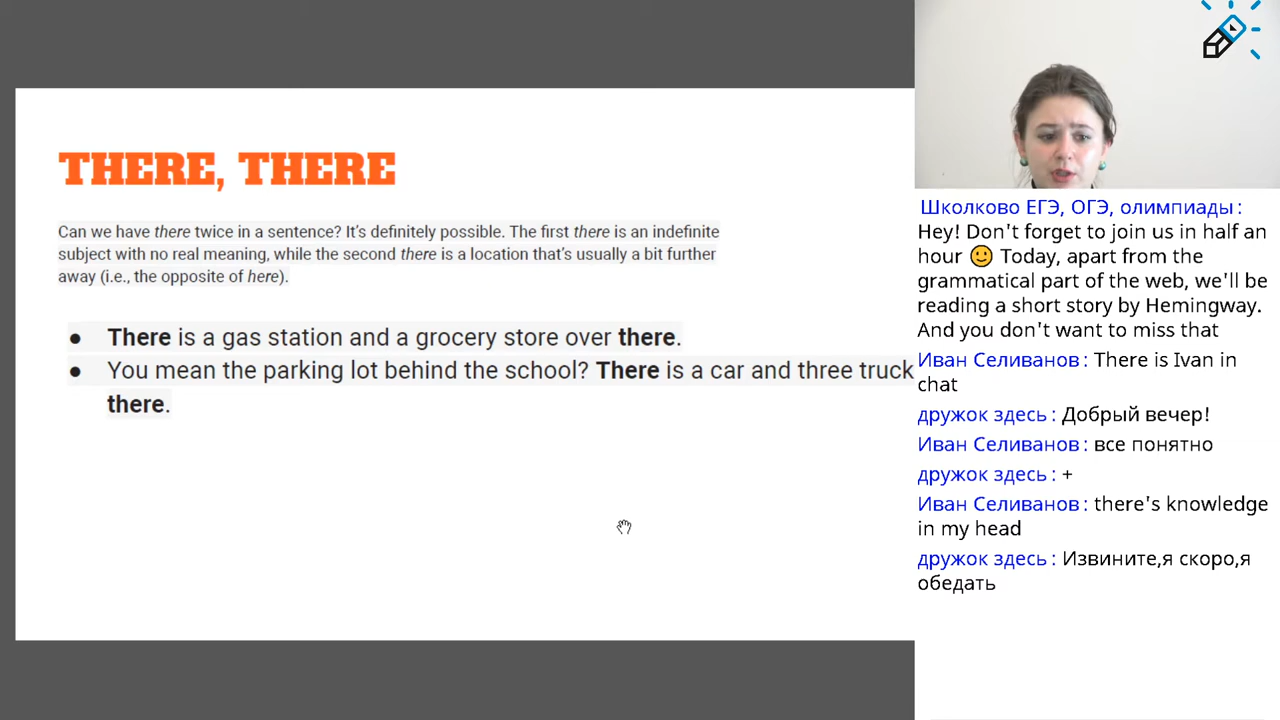 THERE, THERE
Can we have there twice in a sentence? It’s definitely possible. The first there is an indefinite
subject with no real meaning, while the second there is a location that’s usually a bit further
away (i.e., the opposite of here).
● There is a gas station and a grocery store over there.
● You mean the parking lot behind the school? There is a car and three truck
there.
Школково ЕГЭ, ОГЭ, олимпиады :
Hey! Don't forget to join us in half an
hour 🙂 Today, apart from the
grammatical part of the web, we'll be
reading a short story by Hemingway.
And you don't want to miss that
Иван Селиванов : There is Ivan in
chat
дружок здесь : Добрый вечер!
Иван Селиванов : все понятно
дружок здесь : +
Иван Селиванов : there's knowledge
in my head
дружок здесь : Извините,я скоро,я
обедать